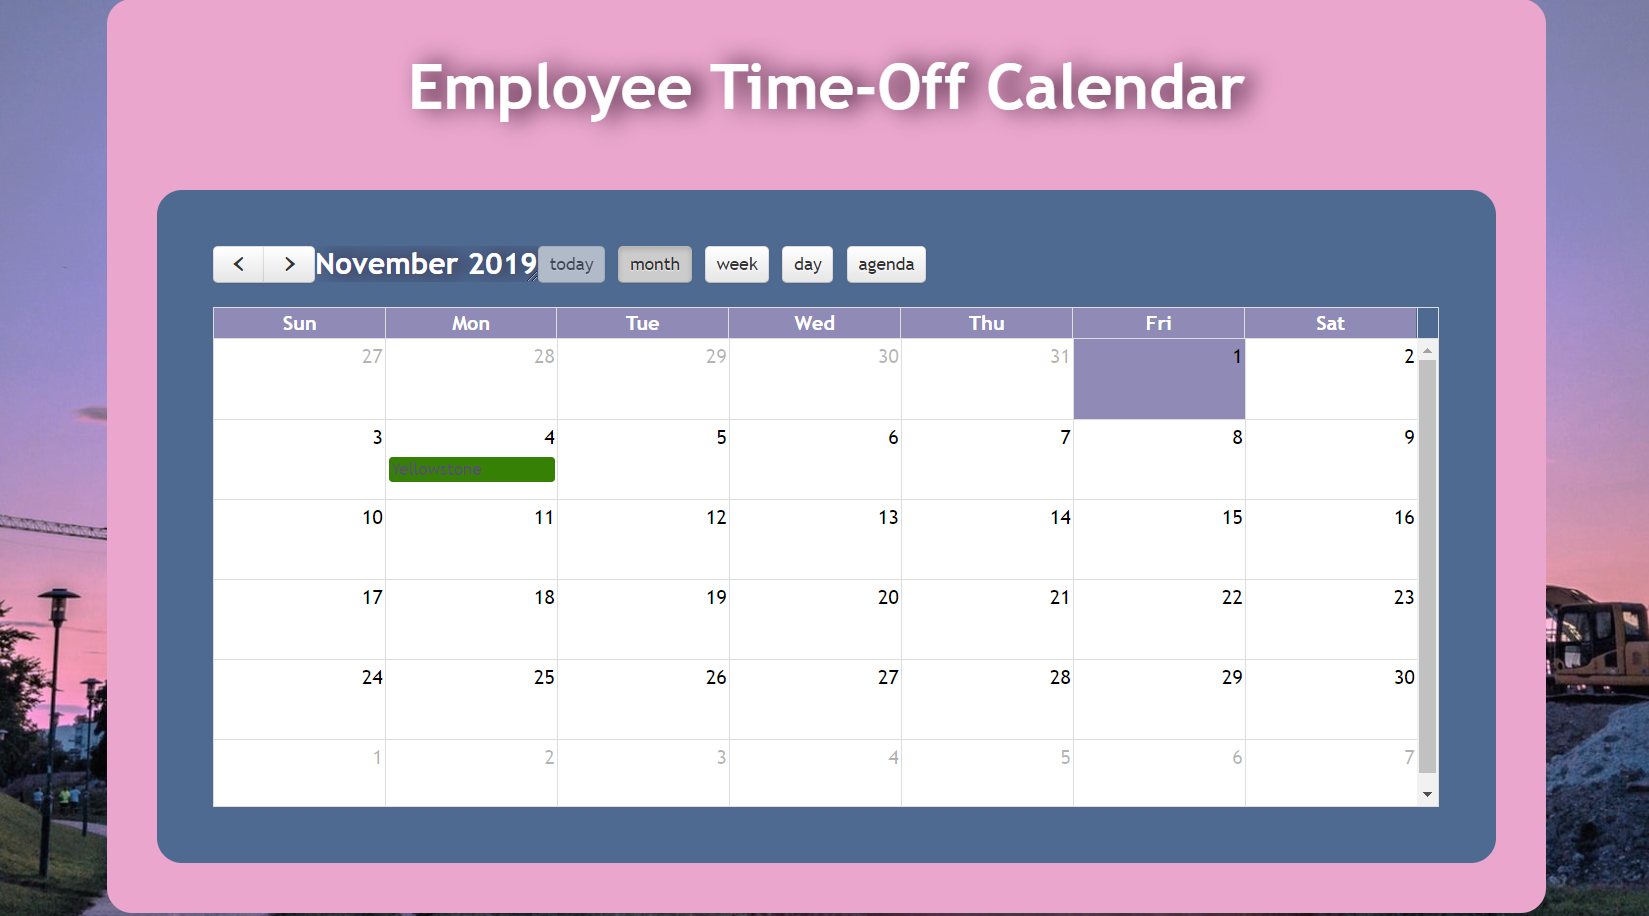 Employee Time-Off Calendar
November 2019 today month week day agenda
Sun Mon Tue Wed Thu Fri Sat
27 28 29 30 31 1 2
3 4 5 6 7 8 9
Yellowstone
10 11 12 13 14 15 16
17 18 19 20 21 22 23
24 25 26 27 28 29 30
1 2 3 4 5 6 7